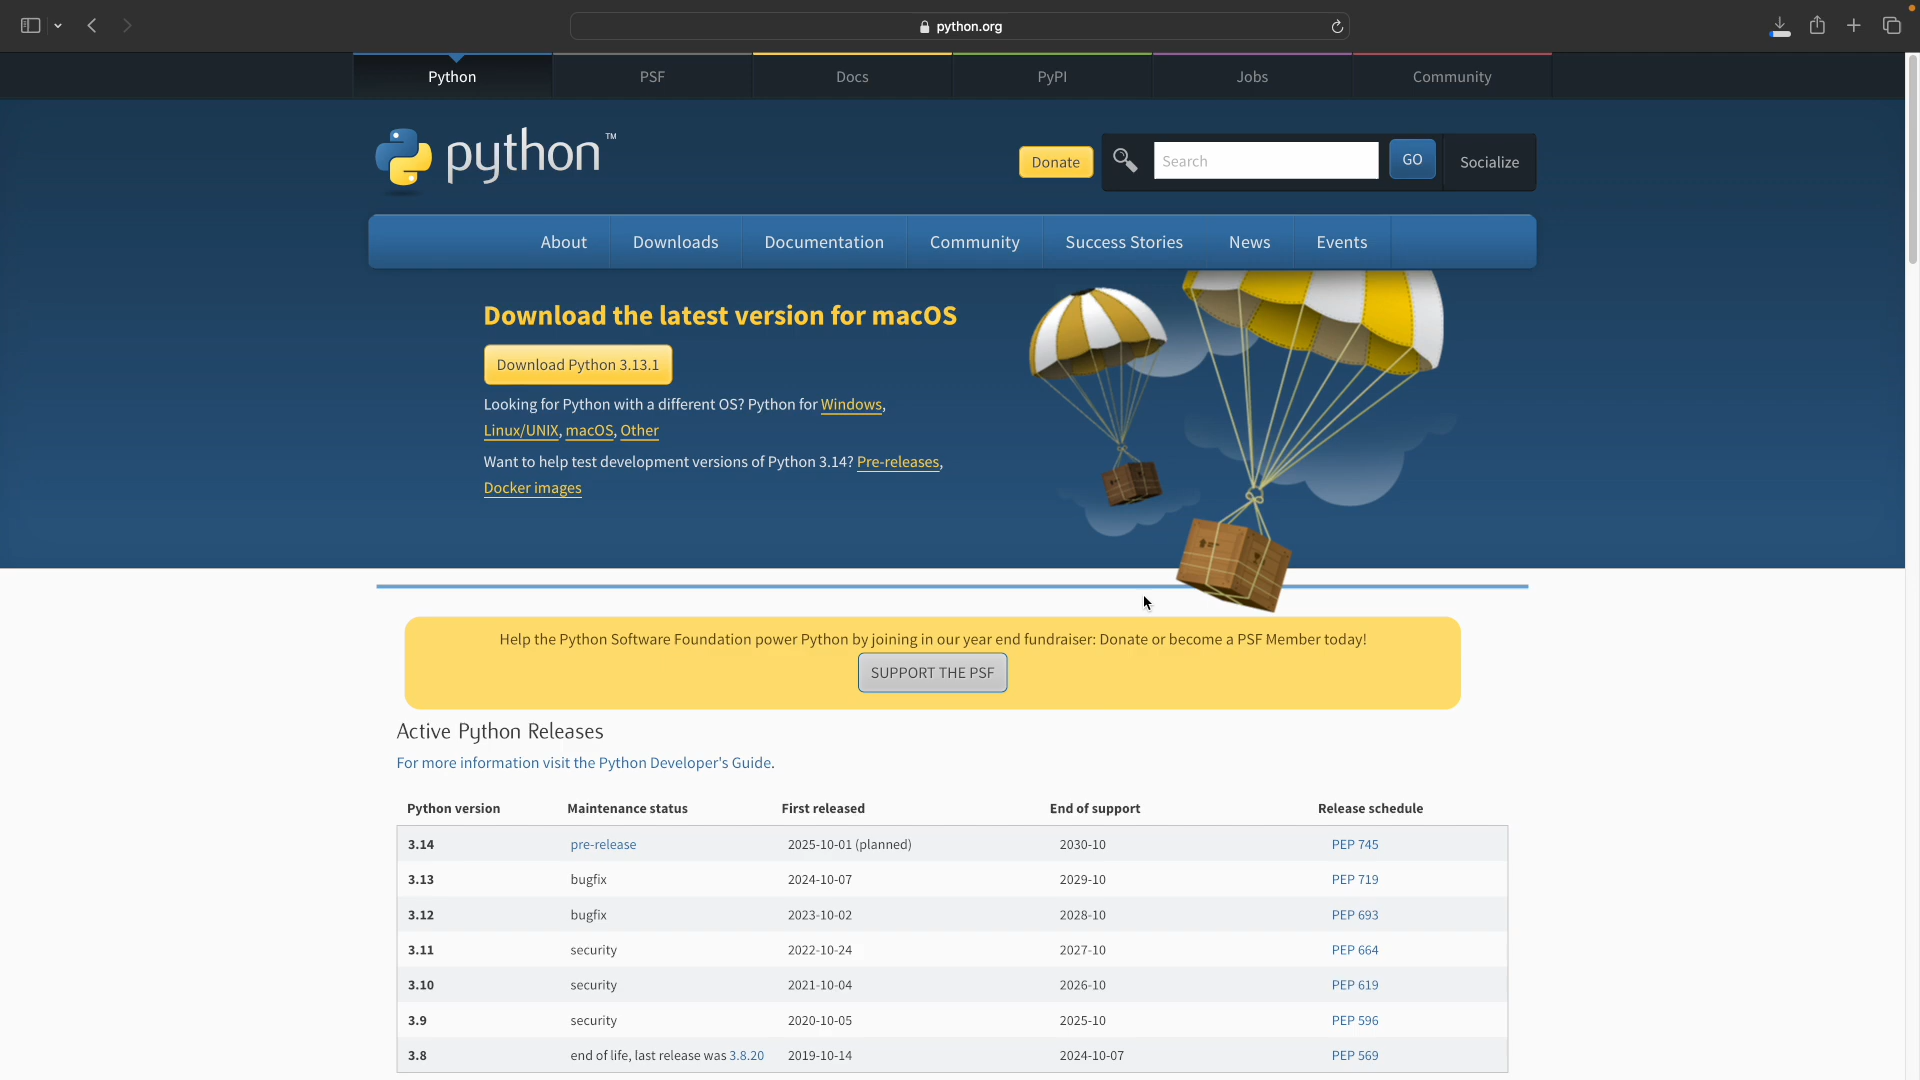 python.org
Python PSF Docs PyPI Jobs Community
python™
Donate Search GO Socialize
About Downloads Documentation Community Success Stories News Events
Download the latest version for macOS
Download Python 3.13.1
Looking for Python with a different OS? Python for Windows,
Linux/UNIX, macOS, Other
Want to help test development versions of Python 3.14? Pre-releases,
Docker images
Help the Python Software Foundation power Python by joining in our year end fundraiser: Donate or become a PSF Member today!
SUPPORT THE PSF
Active Python Releases
For more information visit the Python Developer's Guide.
Python version Maintenance status First released End of support Release schedule
3.14 pre-release 2025-10-01 (planned) 2030-10 PEP 745
3.13 bugfix 2024-10-07 2029-10 PEP 719
3.12 bugfix 2023-10-02 2028-10 PEP 693
3.11 security 2022-10-24 2027-10 PEP 664
3.10 security 2021-10-04 2026-10 PEP 619
3.9 security 2020-10-05 2025-10 PEP 596
3.8 end of life, last release was 3.8.20 2019-10-14 2024-10-07 PEP 569